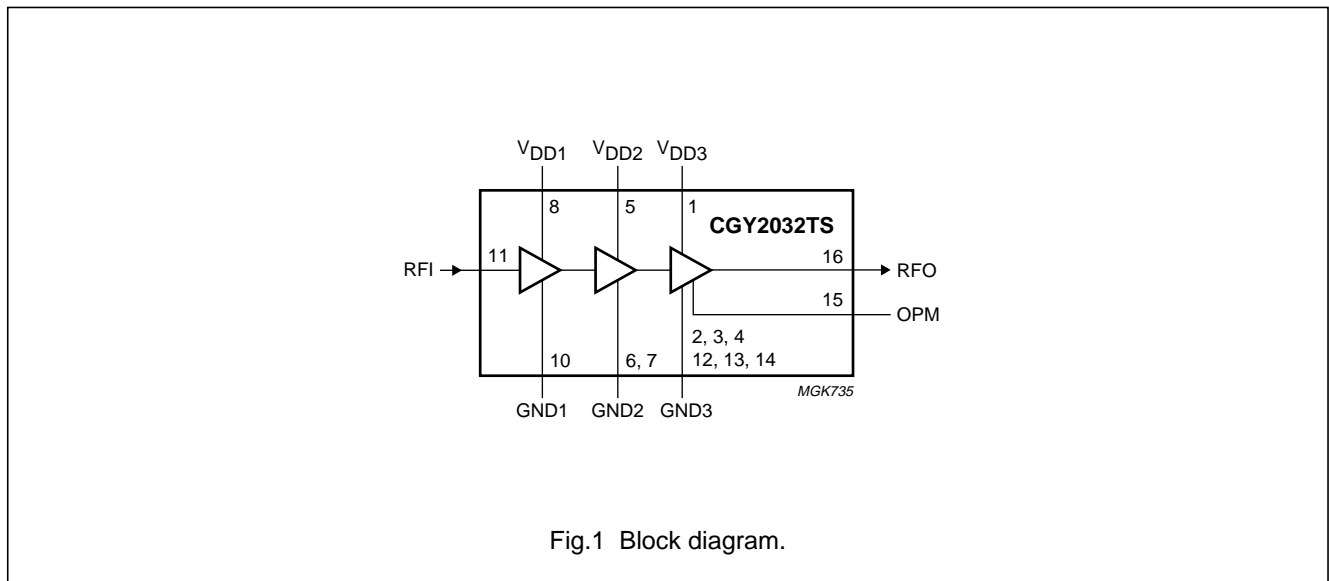 VDD1 VDD2 VDD3
8 5 1
CGY2032TS
RFI 11 16 RFO
15 OPM
2, 3, 4
10 6, 7 12, 13, 14
MGK735
GND1 GND2 GND3
Fig.1 Block diagram.